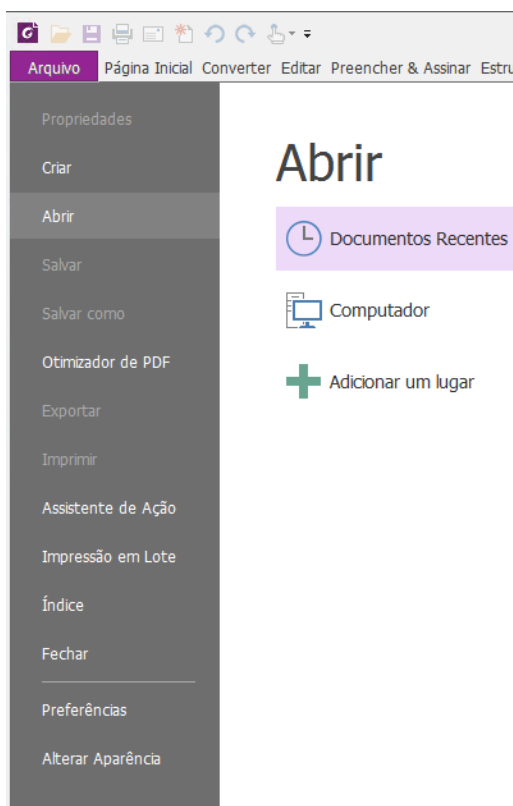 Arquivo Página Inicial Converter Editar Preencher & Assinar Estru
Propriedades
Criar
Abrir
Salvar
Salvar como
Otimizador de PDF
Exportar
Imprimir
Assistente de Ação
Impressão em Lote
Índice
Fechar
Preferências
Alterar Aparência
Abrir
Documentos Recentes
Computador
Adicionar um lugar